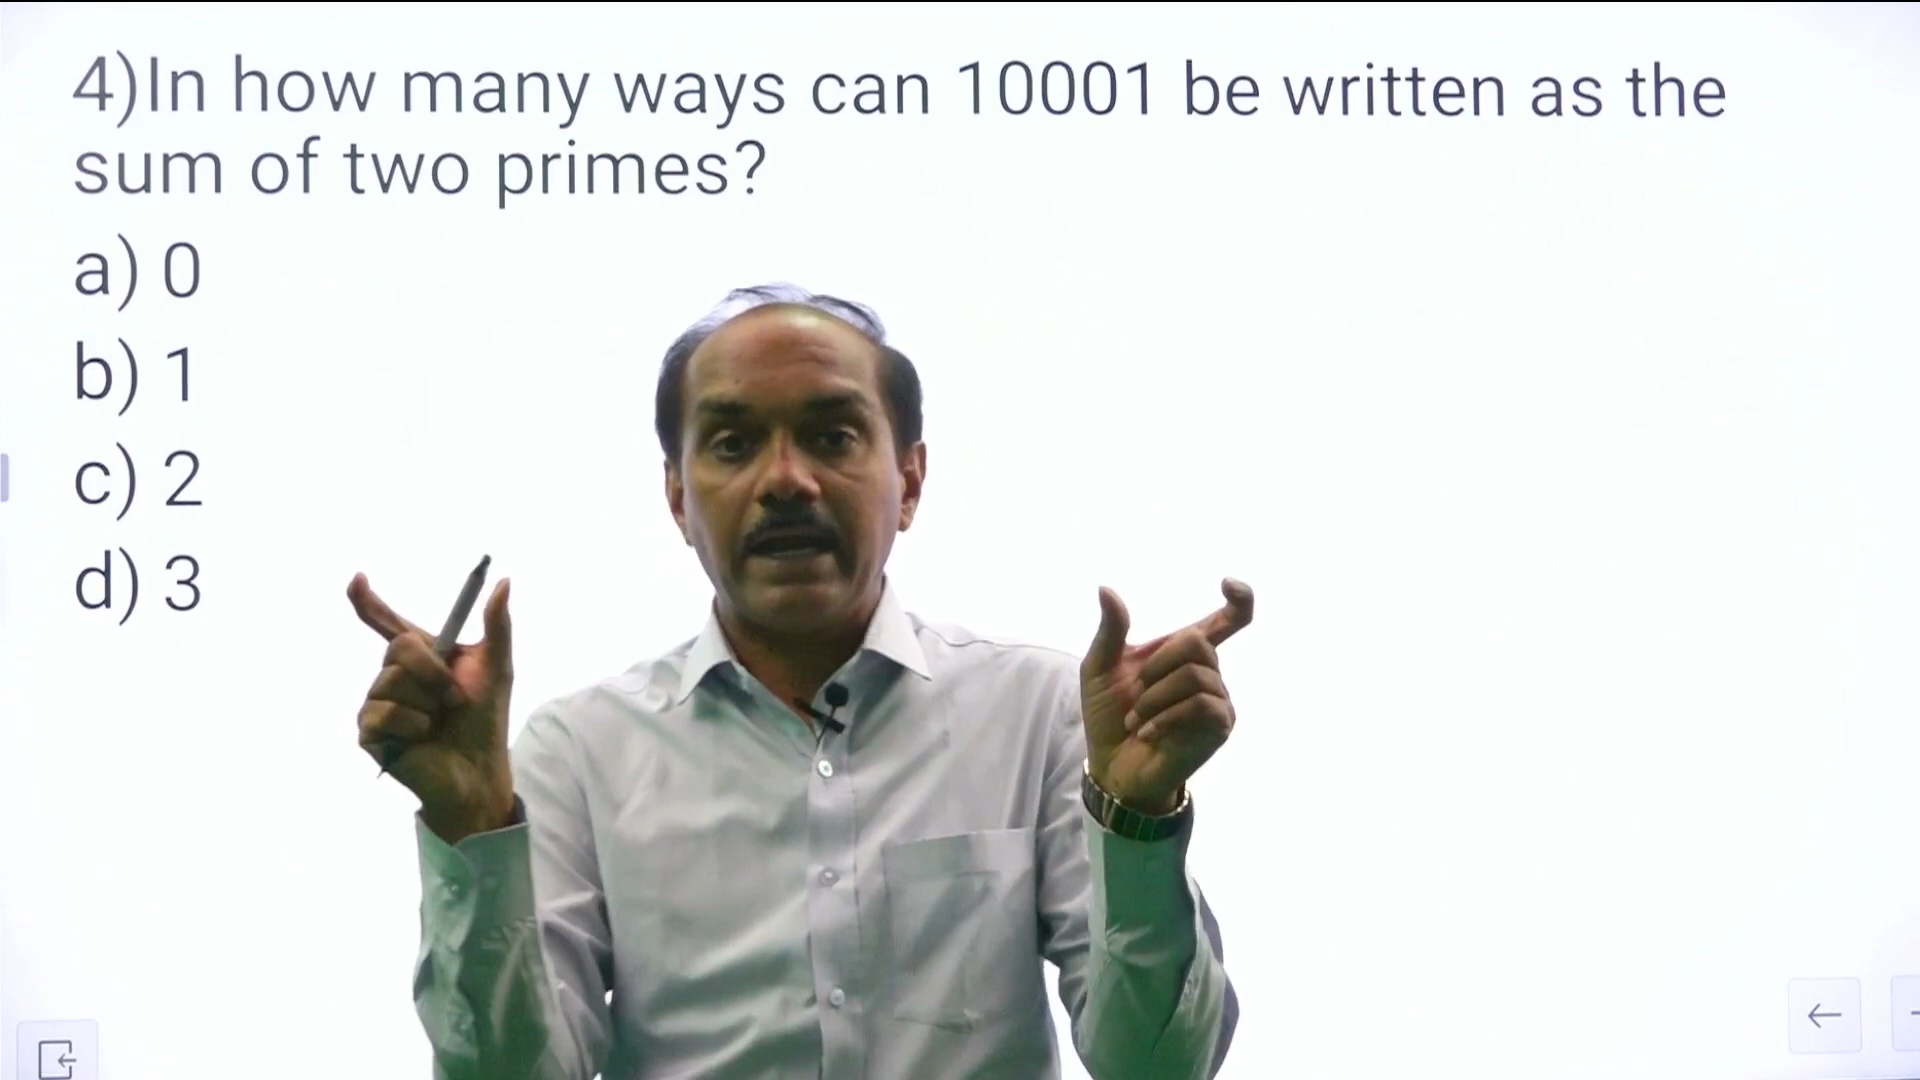 4)In how many ways can 10001 be written as the
sum of two primes?
a) 0
b) 1
c) 2
d) 3